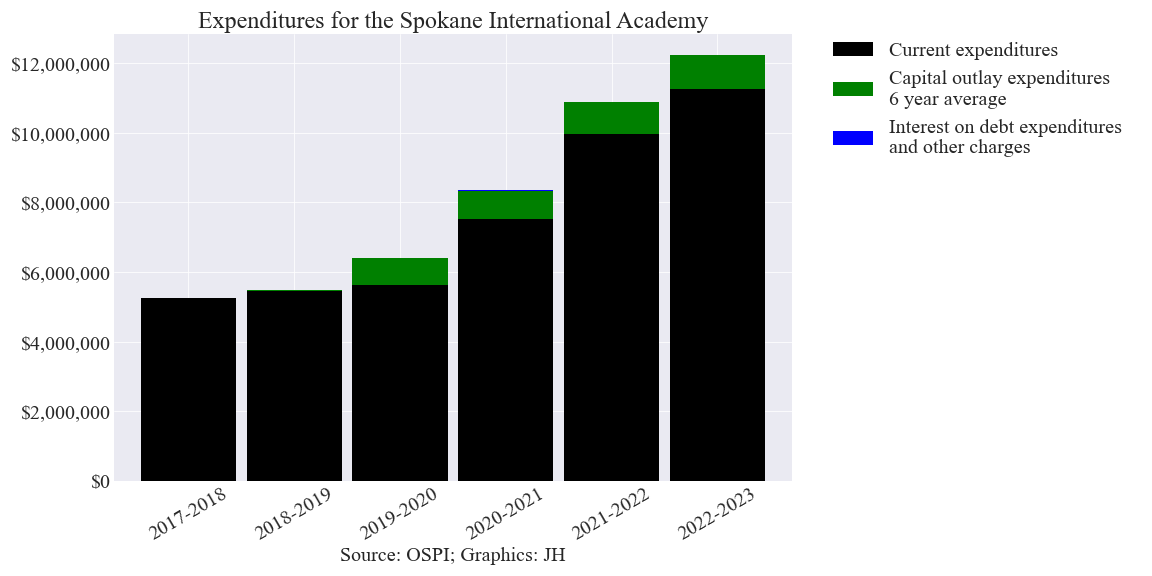 Expenditures for the Spokane International Academy
$12,000,000
$10,000,000
$8,000,000
$6,000,000
$4,000,000
$2,000,000
$0
2017-2018
2018-2019
2019-2020
2020-2021
2021-2022
2022-2023
Source: OSPI; Graphics: JH
Current expenditures
Capital outlay expenditures
6 year average
Interest on debt expenditures
and other charges